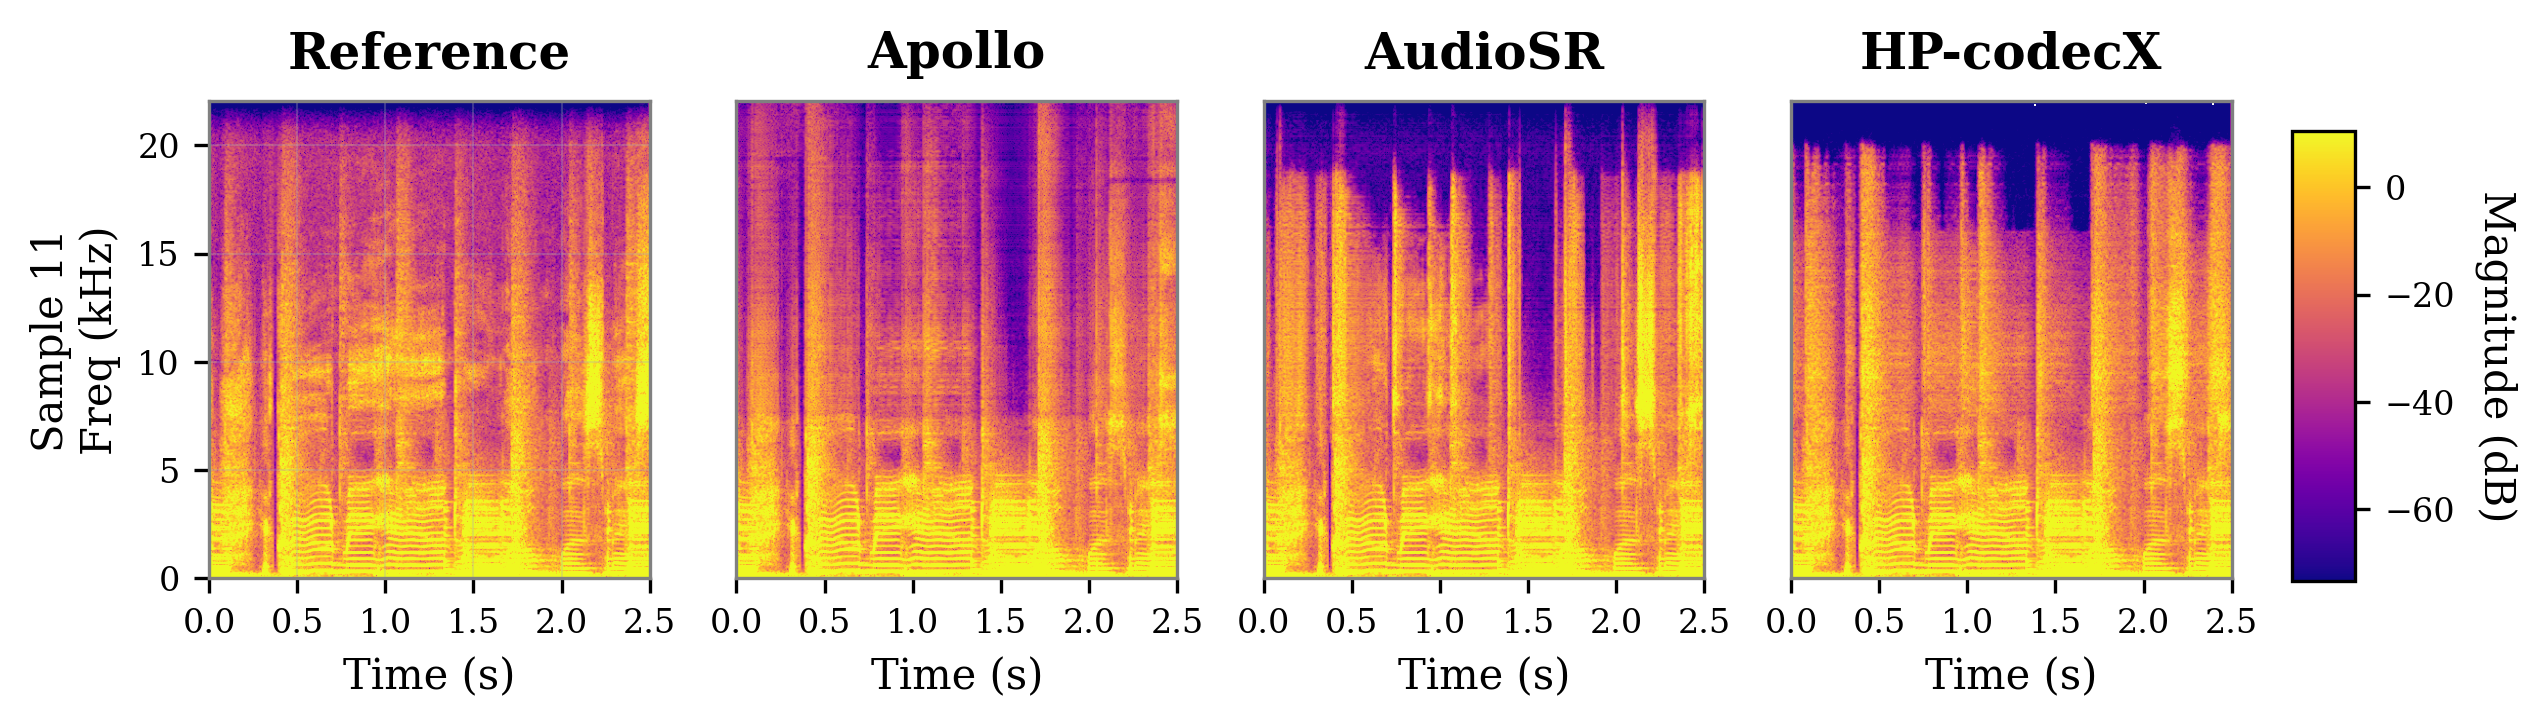 Reference Apollo AudioSR HP-codecX
Sample 11
Freq (kHz)
20
15
10
5
0
0.0 0.5 1.0 1.5 2.0 2.5
Time (s)
0.0 0.5 1.0 1.5 2.0 2.5
Time (s)
0.0 0.5 1.0 1.5 2.0 2.5
Time (s)
0.0 0.5 1.0 1.5 2.0 2.5
Time (s)
0
−20
−40
−60
Magnitude (dB)